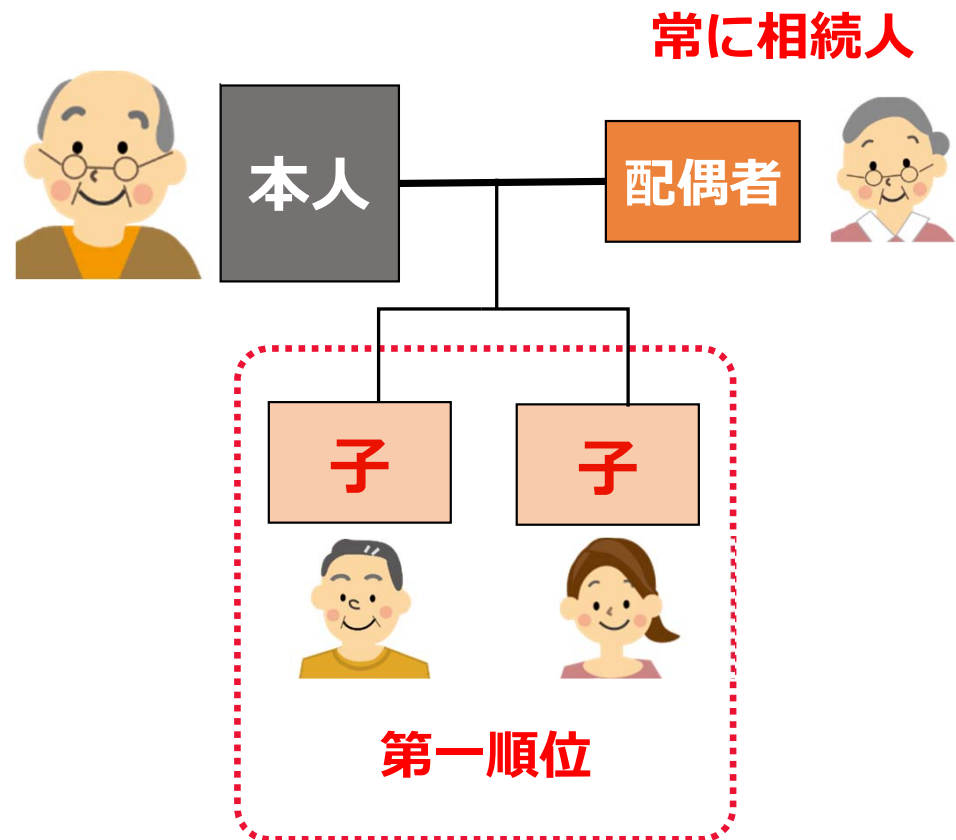 常に相続人
本人
配偶者
子
子
第一順位